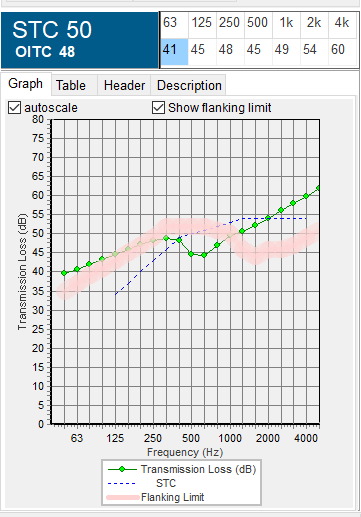 STC 50
OITC 48
63 125 250 500 1k 2k 4k
41 45 48 45 49 54 60
Graph Table Header Description
autoscale Show flanking limit
80
75
70
65
60
55
50
45
40
35
30
25
20
15
10
5
0
Transmission Loss (dB)
63 125 250 500 1000 2000 4000
Frequency (Hz)
Transmission Loss (dB)
STC
Flanking Limit